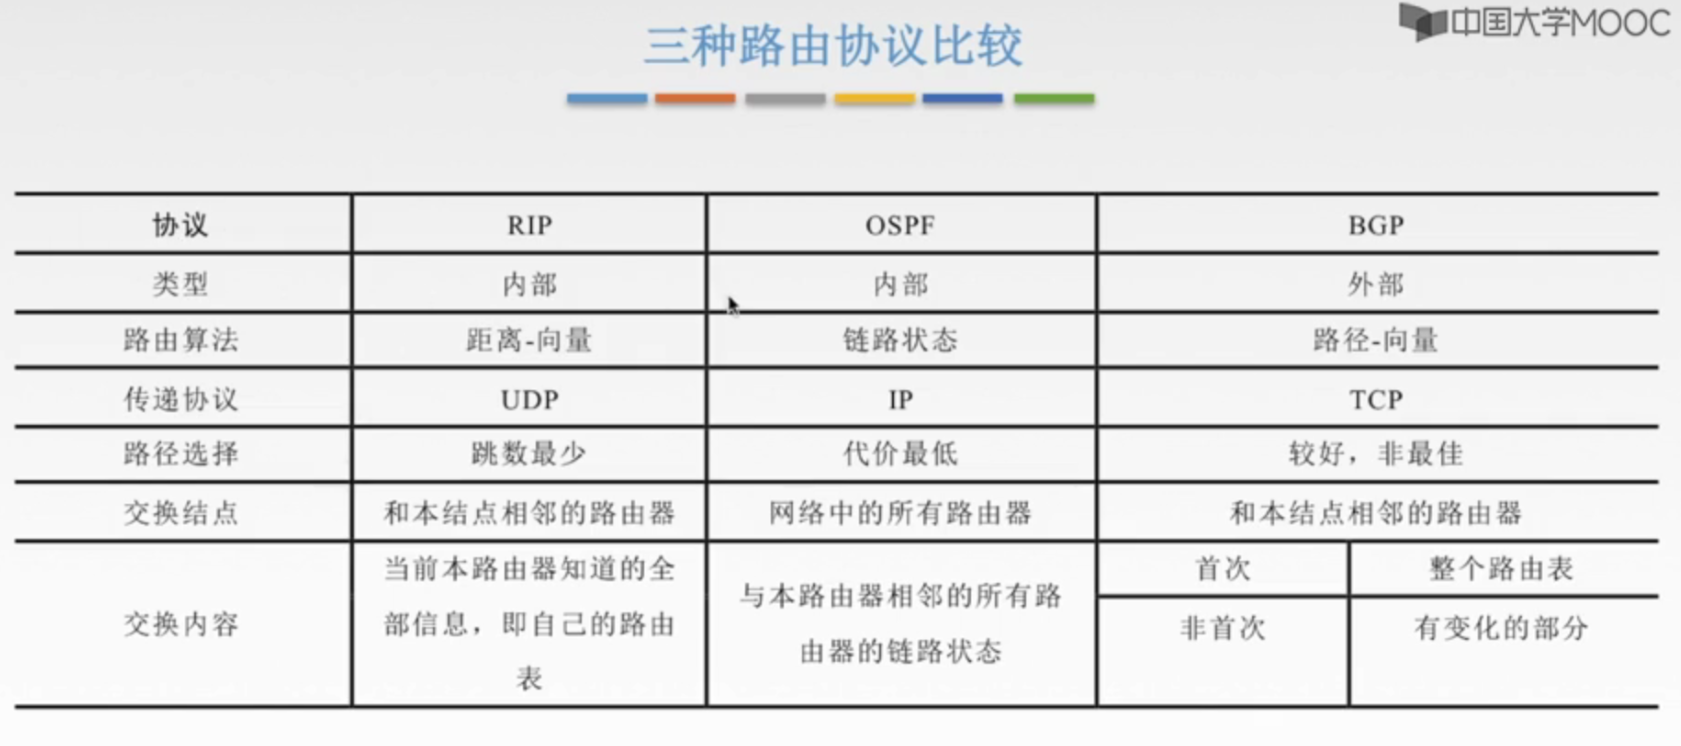 中国大学MOOC
三种路由协议比较
协议 RIP OSPF BGP
类型 内部 内部 外部
路由算法 距离-向量 链路状态 路径-向量
传递协议 UDP IP TCP
路径选择 跳数最少 代价最低 较好，非最佳
交换结点 和本结点相邻的路由器 网络中的所有路由器 和本结点相邻的路由器
交换内容
当前本路由器知道的全
部信息，即自己的路由
表
与本路由器相邻的所有路
由器的链路状态
首次 整个路由表
非首次 有变化的部分